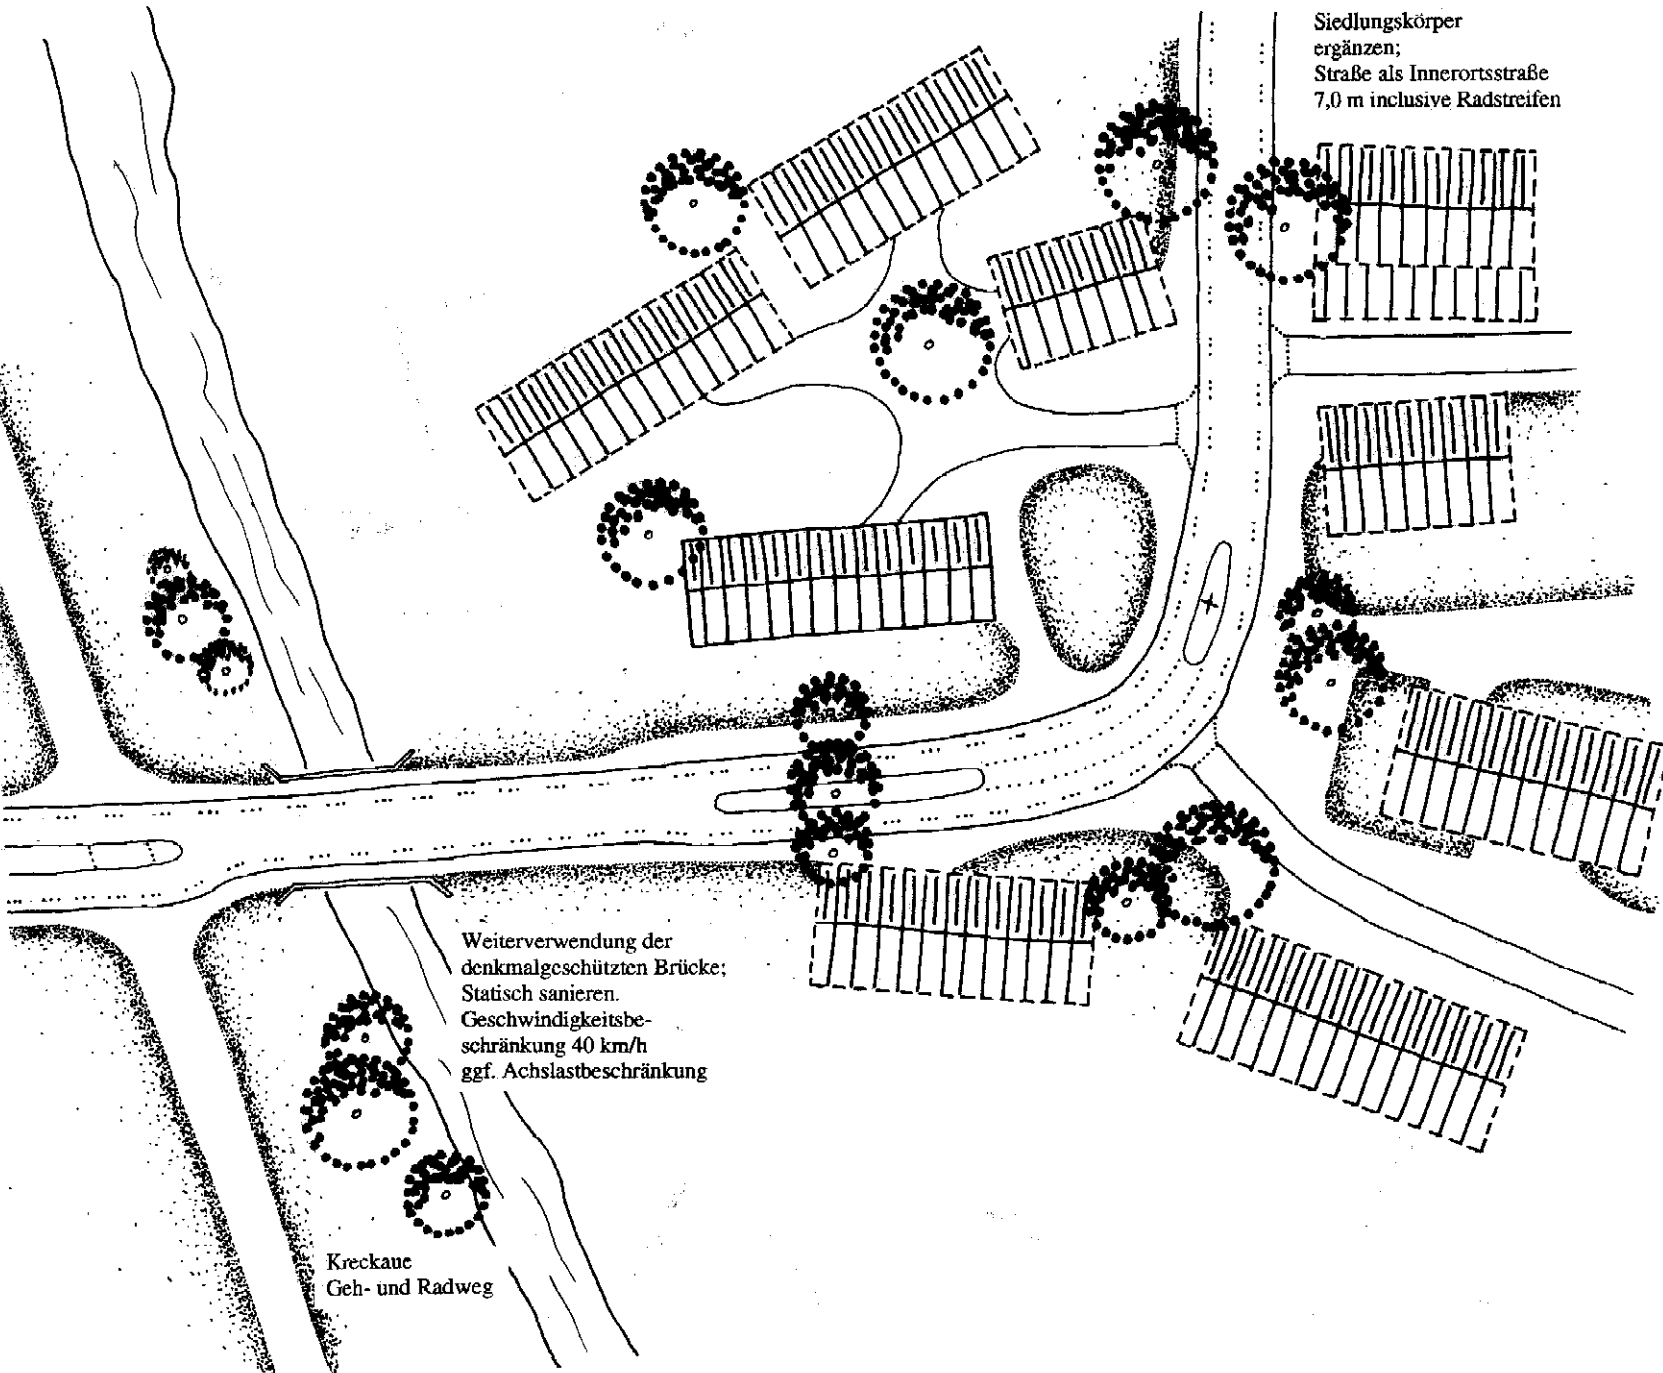 Siedlungskörper
ergänzen;
Straße als Innerortsstraße
7,0 m inclusive Radstreifen
Weiterverwendung der
denkmalgeschützten Brücke;
Statisch sanieren.
Geschwindigkeitsbe-
schränkung 40 km/h
ggf. Achslastbeschränkung
Kreckaue
Geh- und Radweg